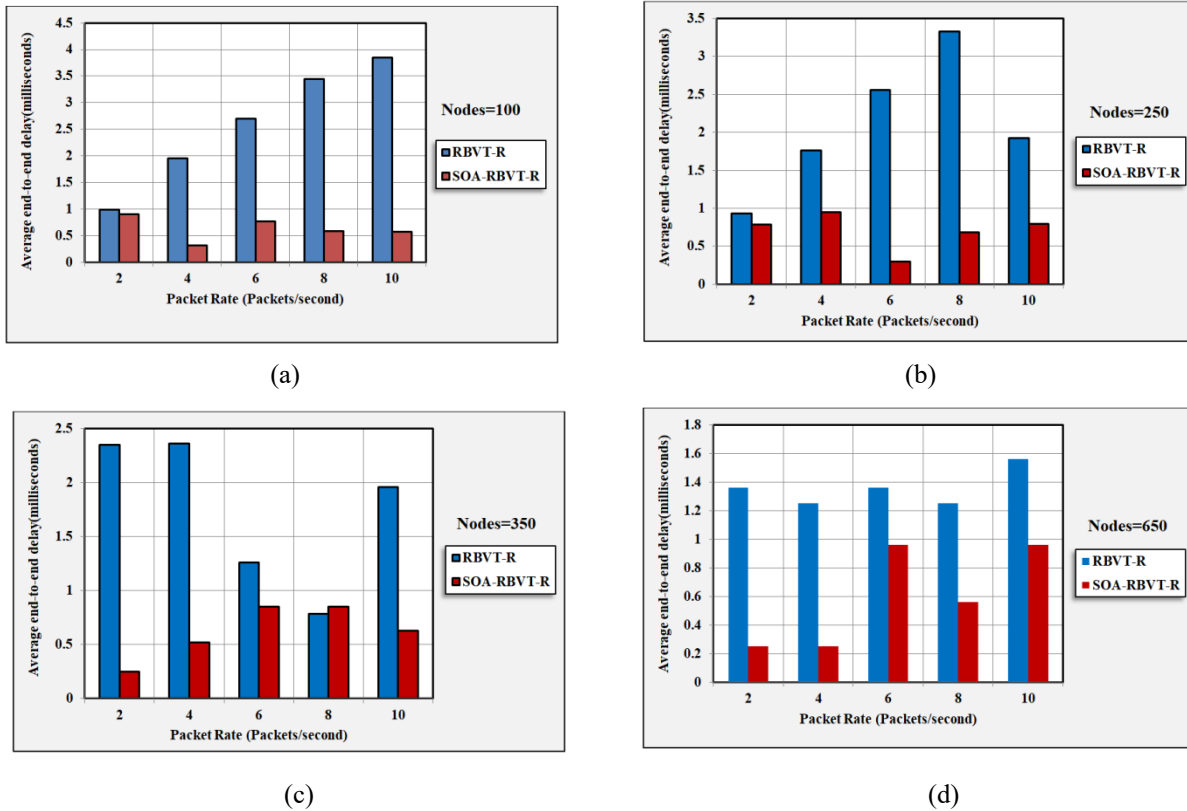 Average end-to-end delay(milliseconds)
4.5
4
3.5
3
2.5
2
1.5
1
0.5
0
2 4 6 8 10
Packet Rate (Packets/second)
Nodes=100
RBVT-R
SOA-RBVT-R
(a)
Average end-to-end delay(milliseconds)
3.5
3
2.5
2
1.5
1
0.5
0
2 4 6 8 10
Packet Rate (Packets/second)
Nodes=250
RBVT-R
SOA-RBVT-R
(b)
Average end-to-end delay(milliseconds)
2.5
2
1.5
1
0.5
0
2 4 6 8 10
Packet Rate (Packets/second)
Nodes=350
RBVT-R
SOA-RBVT-R
(c)
Average end-to-end delay(milliseconds)
1.8
1.6
1.4
1.2
1
0.8
0.6
0.4
0.2
0
2 4 6 8 10
Packet Rate (Packets/second)
Nodes=650
RBVT-R
SOA-RBVT-R
(d)